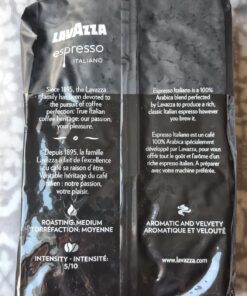 LAVAZZA
espresso
ITALIANO
Since 1895, the Lavazza
family has been devoted to
the pursuit of coffee
perfection. True Italian
coffee heritage: our passion,
your pleasure.
Depuis 1895, la famille
Lavazza allie l'excellence
au café sa raison d'être.
Véritable héritage du café
italien : notre passion,
votre plaisir.
ROASTING: MEDIUM
TORRÉFACTION: MOYENNE
INTENSITY - INTENSITÉ:
5/10
Espresso Italiano is an 100%
Arabica blend perfected
by Lavazza to produce a rich,
classic Italian espresso however
you brew it.
Espresso Italiano est un café
100% Arabica spécialement
développé par Lavazza, pour vous
offrir tout le goût et l'arôme d'un
riche espresso italien. À préparer
avec votre machine préférée.
AROMATIC AND VELVETY
AROMATIQUE ET VELOUTÉ
www.lavazza.com